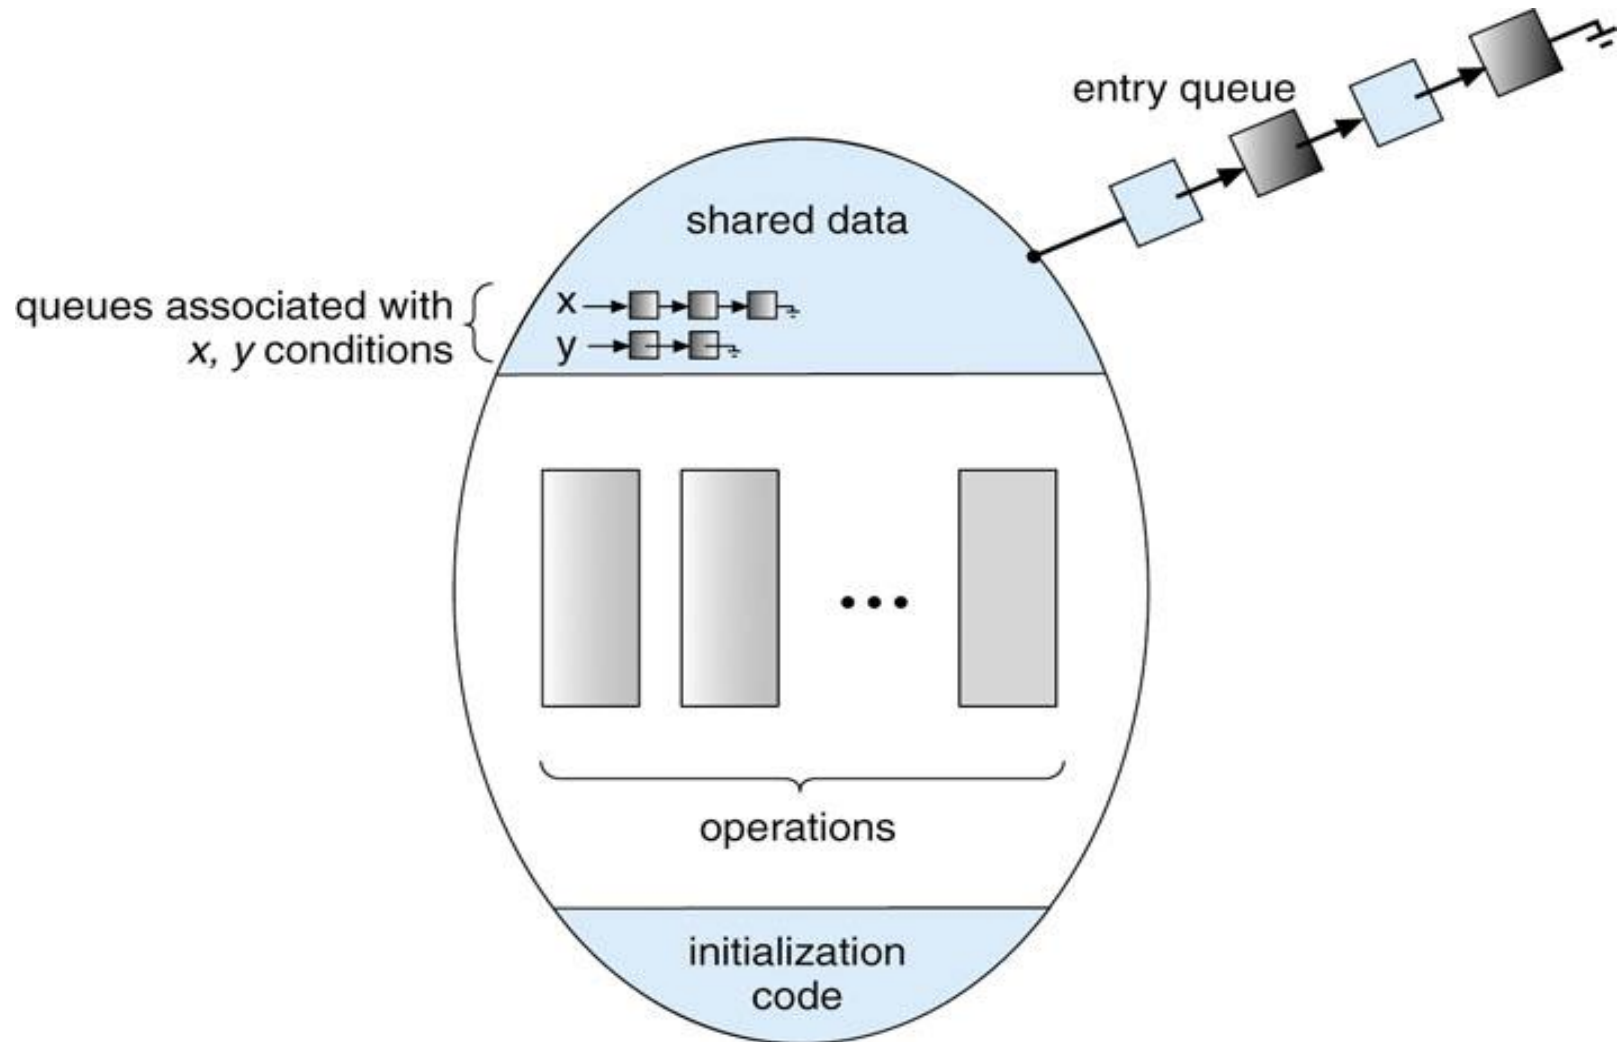 entry queue
shared data
queues associated with
x, y conditions
x
y
operations
initialization
code